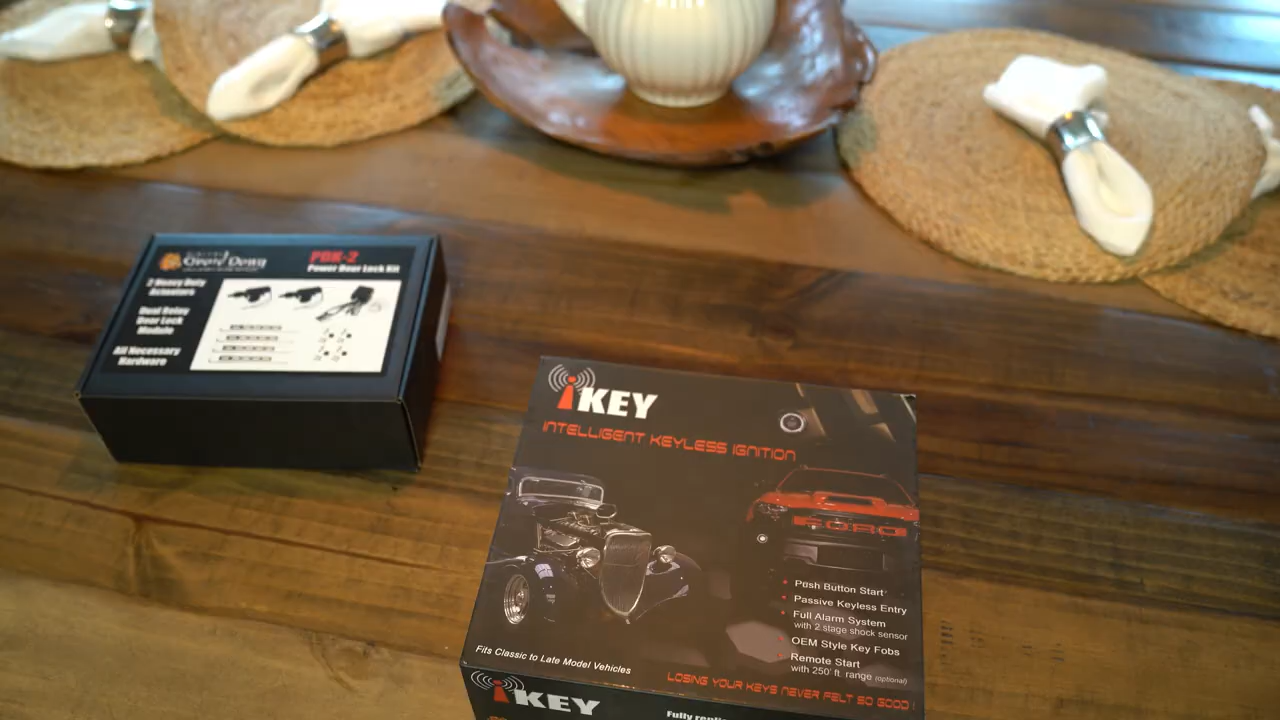 PDK-2
Power Door Lock Kit
2 Heavy Duty
Actuators
Dual Relay
Door Lock
Module
All Necessary
Hardware
iKEY
INTELLIGENT KEYLESS IGNITION
FORD
Push Button Start
Passive Keyless Entry
Full Alarm System
with 2 stage shock sensor
OEM Style Key Fobs
Remote Start
with 250' ft. range (optional)
Fits Classic to Late Model Vehicles
LOSING YOUR KEYS NEVER FELT SO GOOD!
iKEY
Fully